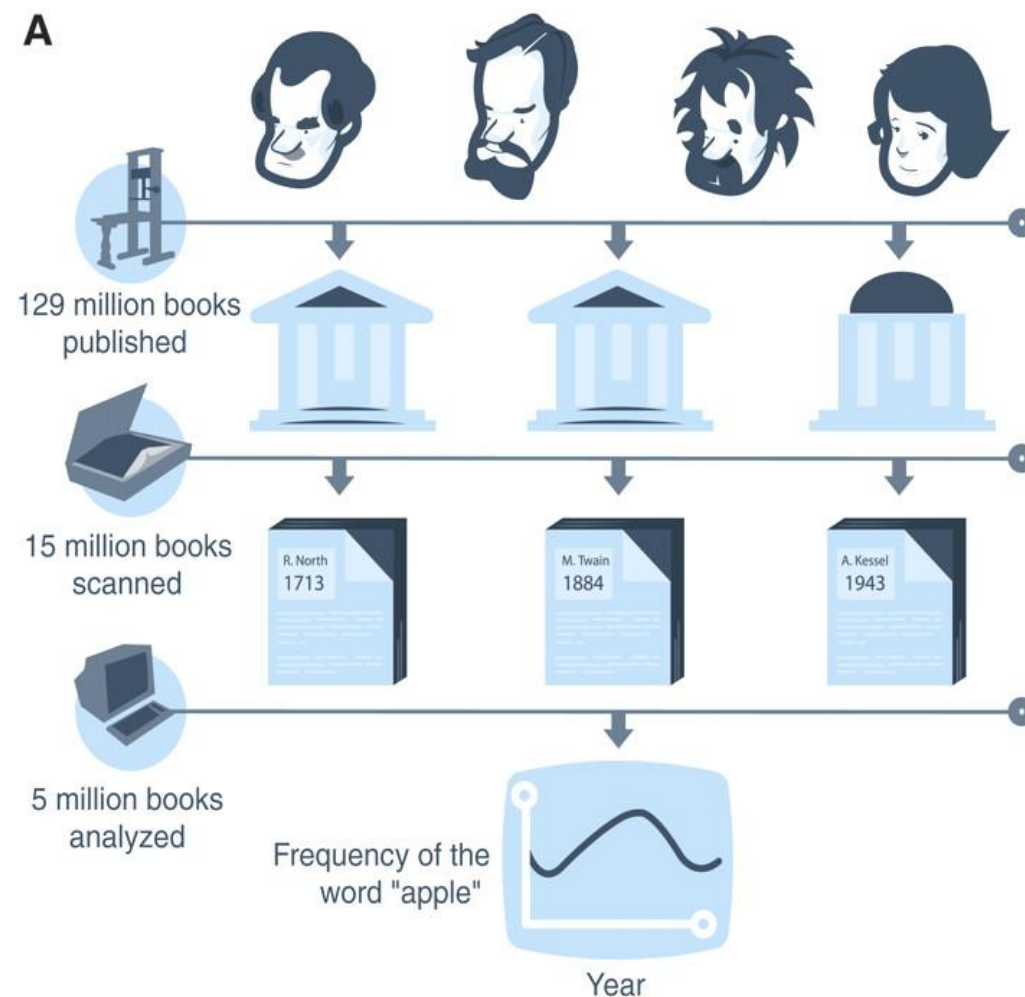 A
129 million books
published
15 million books
scanned
R. North
1713
M. Twain
1884
A. Kessel
1943
5 million books
analyzed
Frequency of the
word "apple"
Year